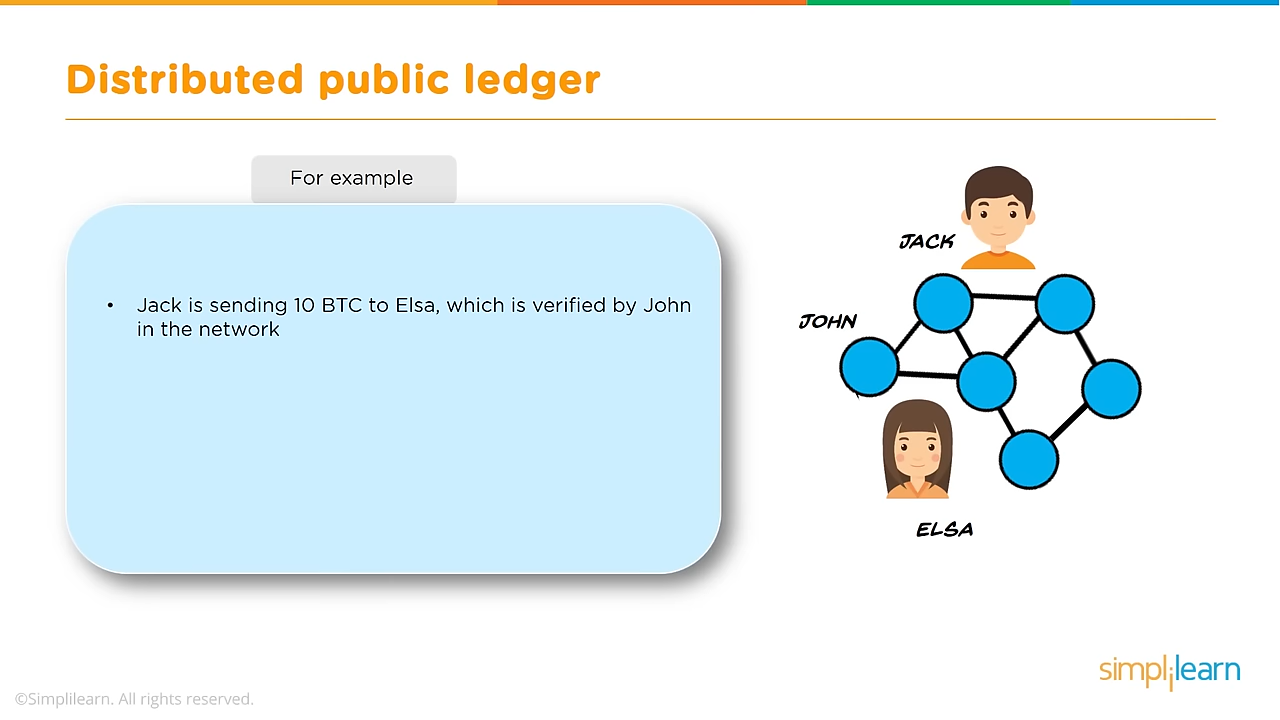 Distributed public ledger
For example
• Jack is sending 10 BTC to Elsa, which is verified by John
in the network
JACK
JOHN
ELSA
simplilearn
©Simplilearn. All rights reserved.